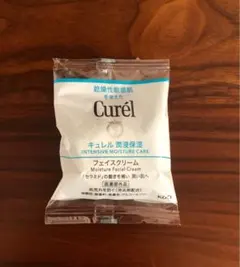 乾燥性敏感肌
を考えた
Curél
キュレル 潤浸保湿
INTENSIVE MOISTURE CARE
フェイスクリーム
Moisture Facial Cream
「セラミド」の働きを補い、潤い肌へ
医薬部外品
Kao